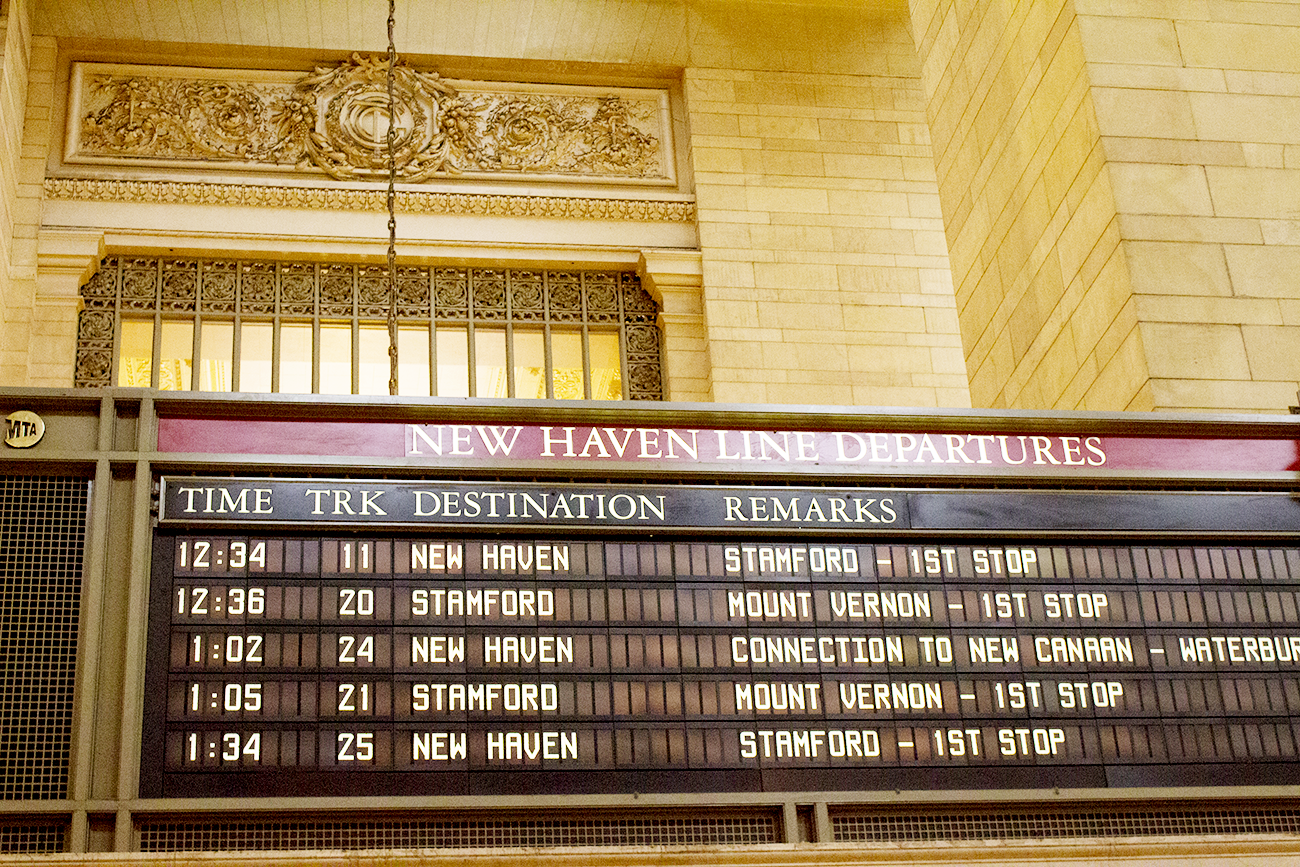 MTA
NEW HAVEN LINE DEPARTURES
TIME TRK DESTINATION REMARKS
12:34 11 NEW HAVEN STAMFORD - 1ST STOP
12:36 20 STAMFORD MOUNT VERNON - 1ST STOP
1:02 24 NEW HAVEN CONNECTION TO NEW CANAAN - WATERBUR
1:05 21 STAMFORD MOUNT VERNON - 1ST STOP
1:34 25 NEW HAVEN STAMFORD - 1ST STOP